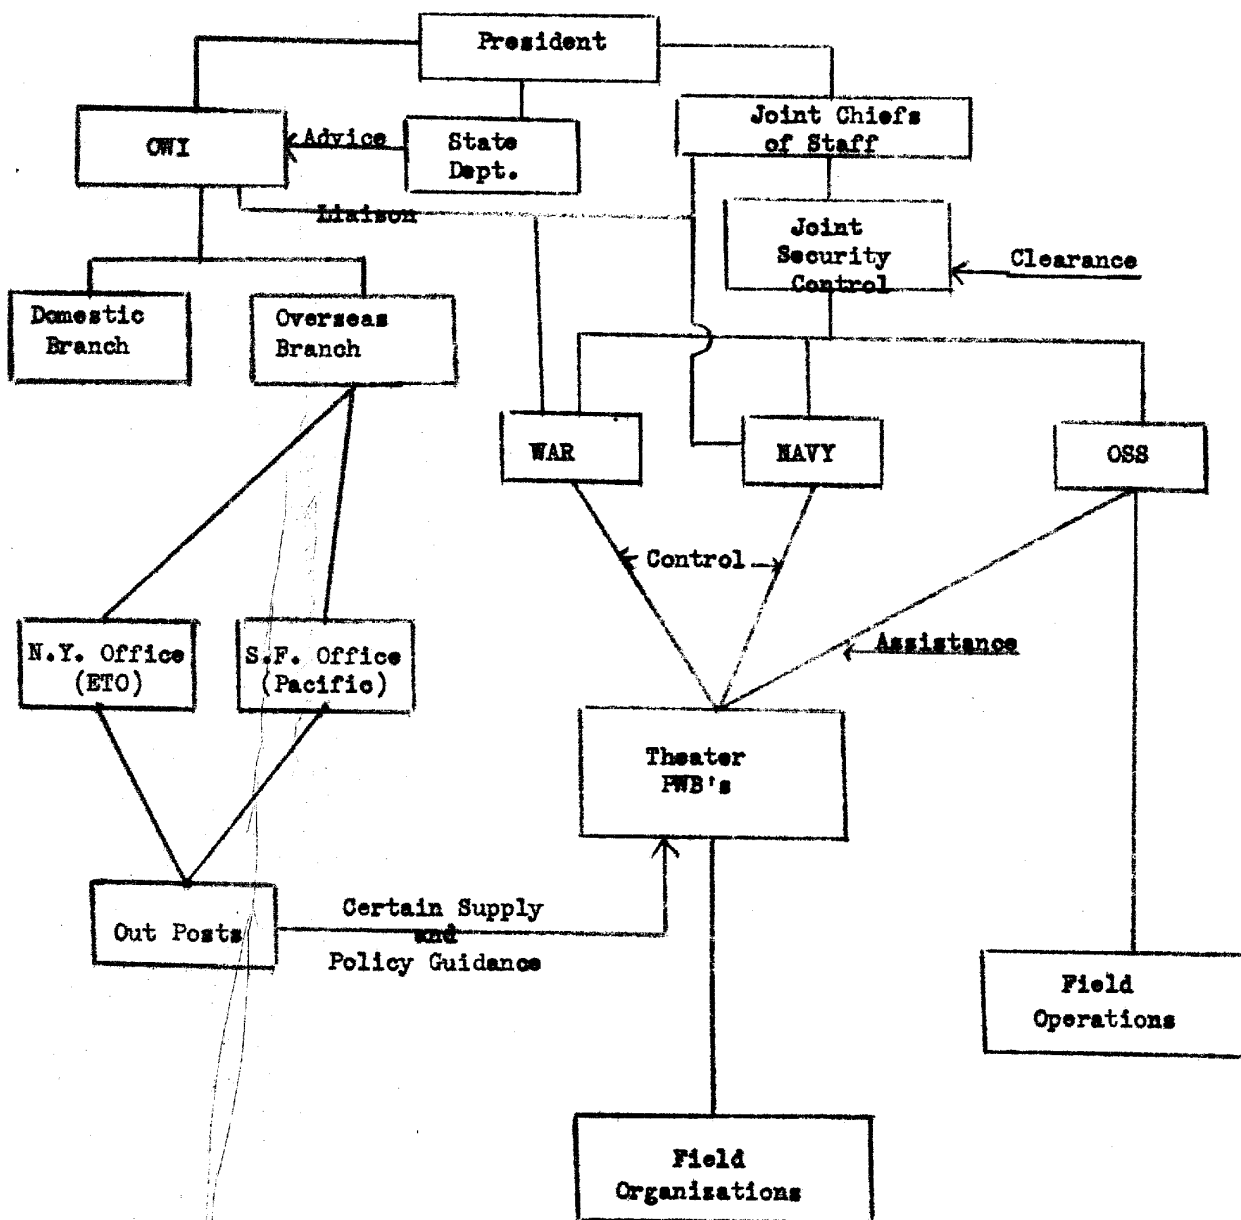 President
OWI
Advice
State
Dept.
Joint Chiefs
of Staff
Liaison
Joint
Security
Control
Clearance
Domestic
Branch
Overseas
Branch
WAR
NAVY
OSS
Control
N.Y. Office
(ETO)
S.F. Office
(Pacific)
Assistance
Theater
PWB's
Out Posts
Certain Supply
and
Policy Guidance
Field
Operations
Field
Organizations